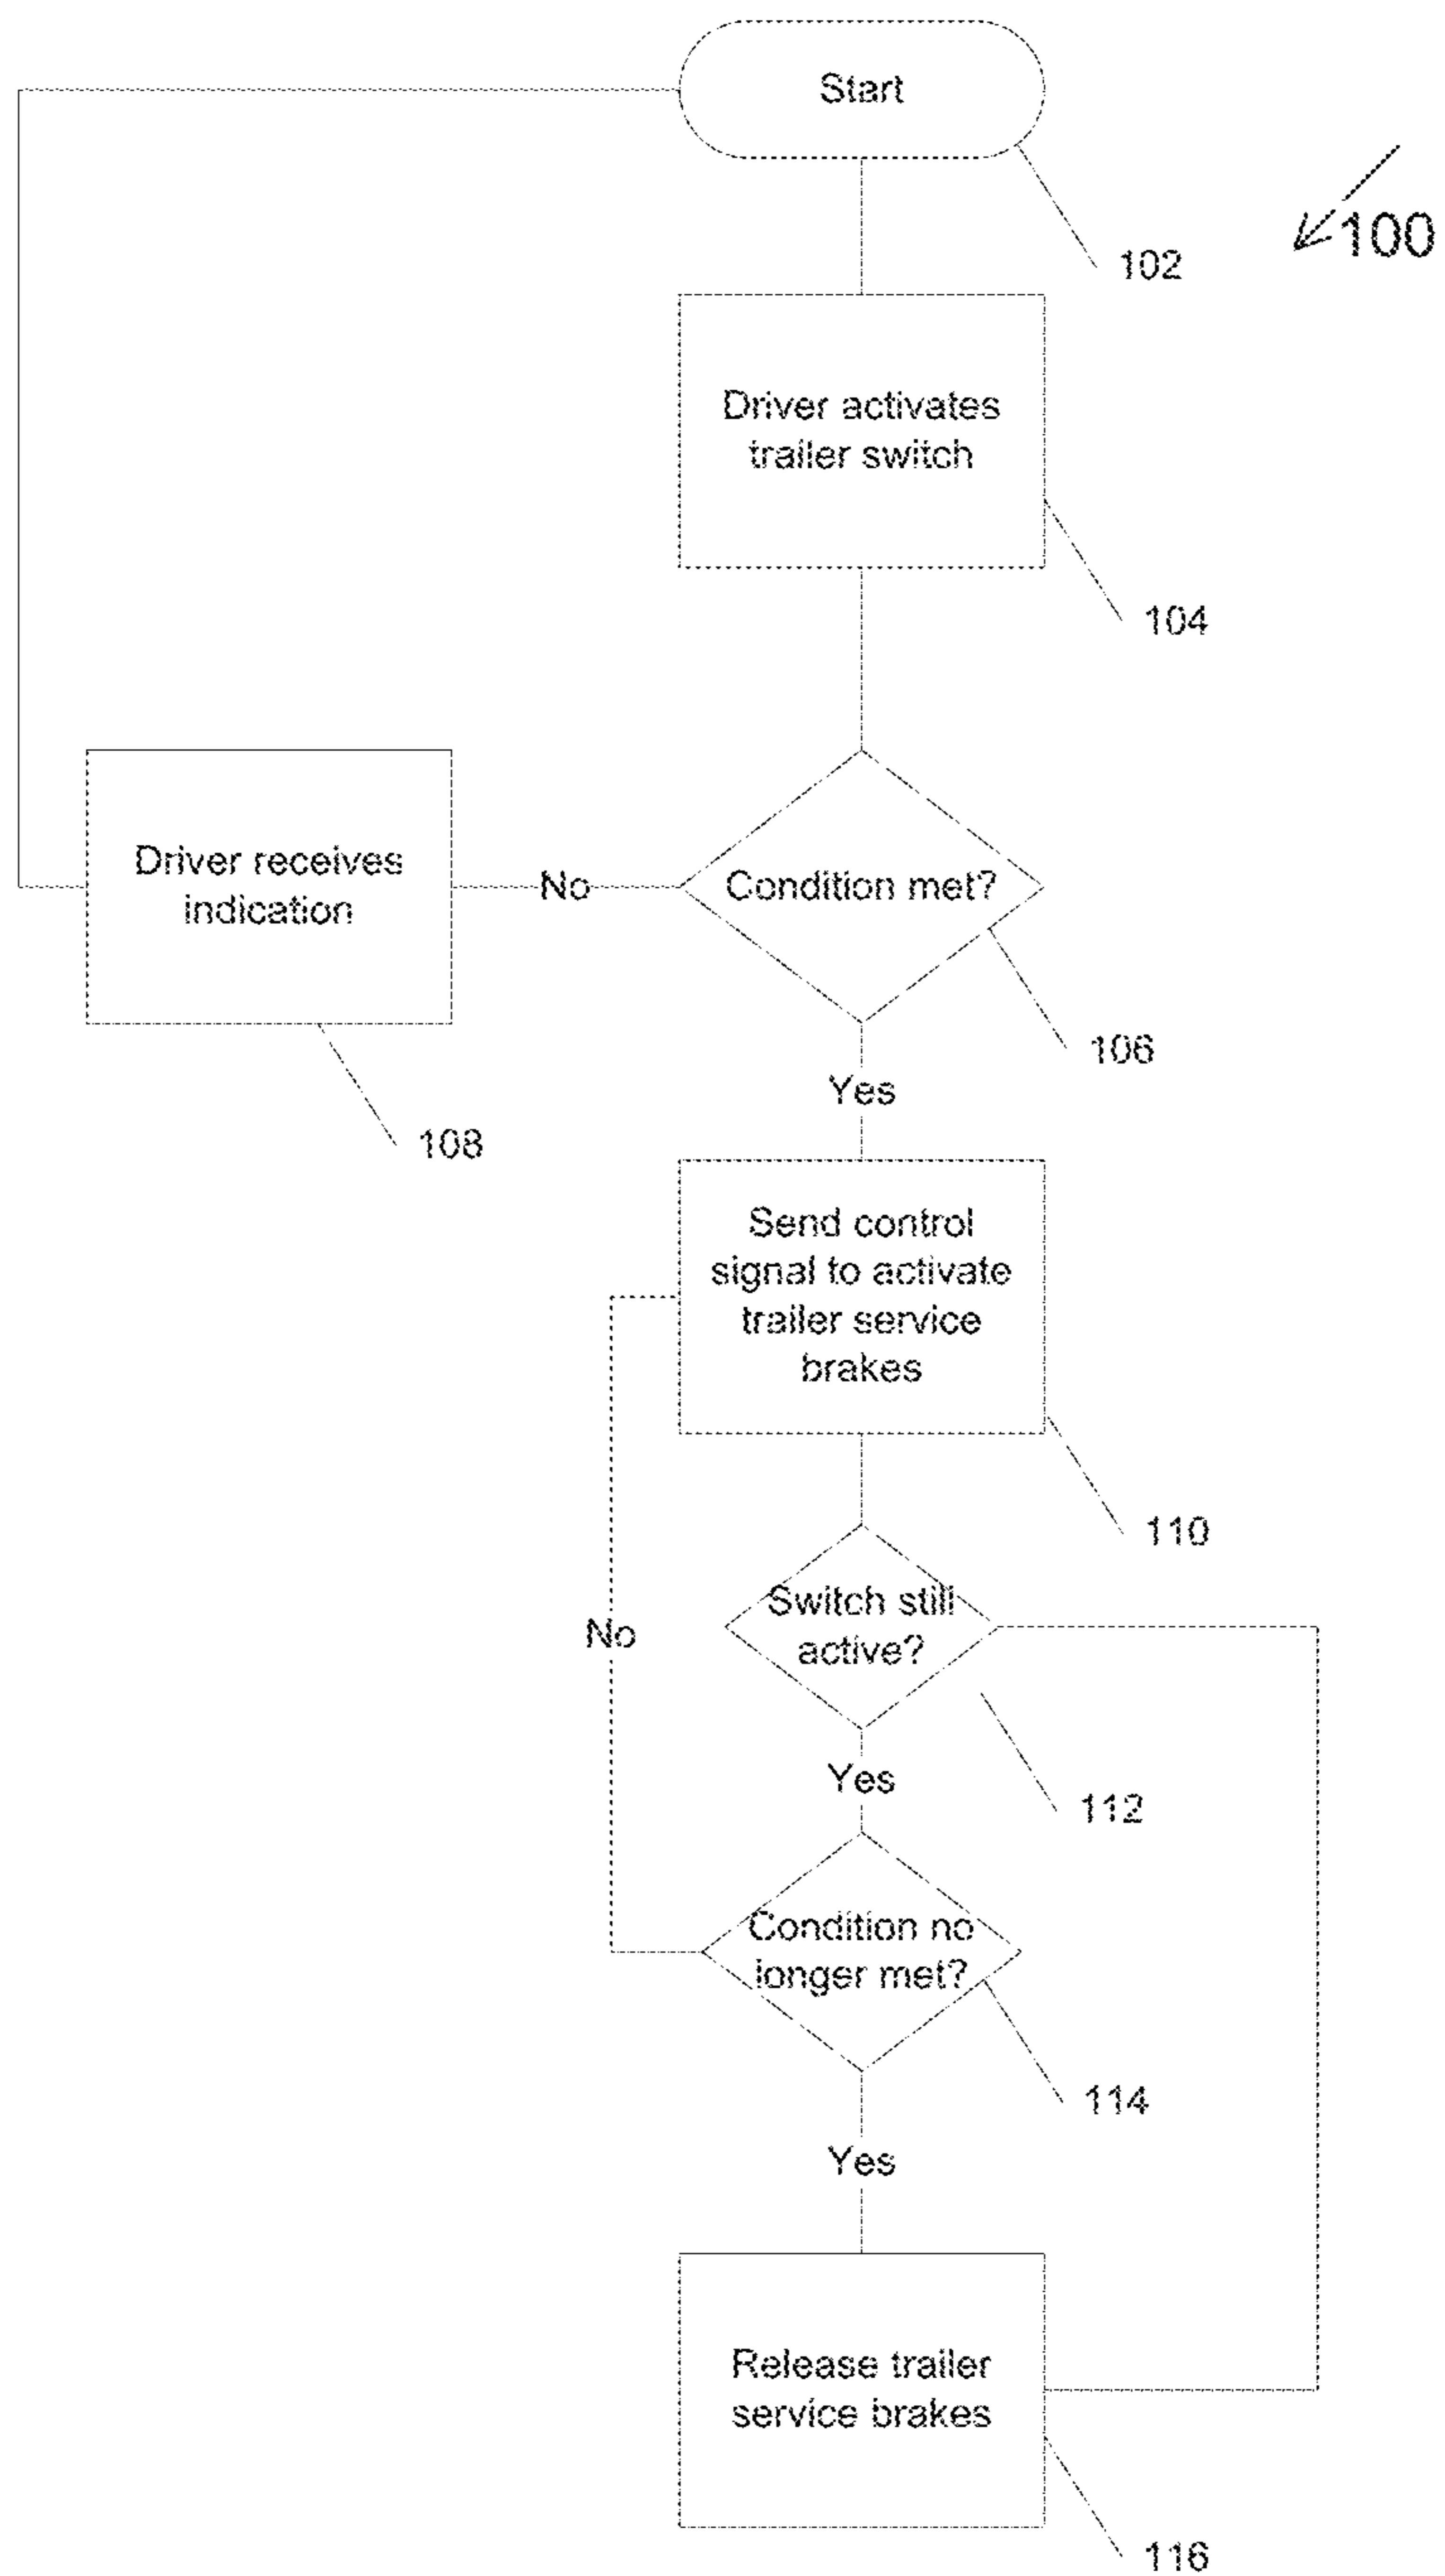 Start
100
102
Driver activates
trailer switch
104
Driver receives
indication
No
Condition met?
106
Yes
108
Send control
signal to activate
trailer service
brakes
110
Switch still
active?
No
Yes
112
Condition no
longer met?
114
Yes
Release trailer
service brakes
116